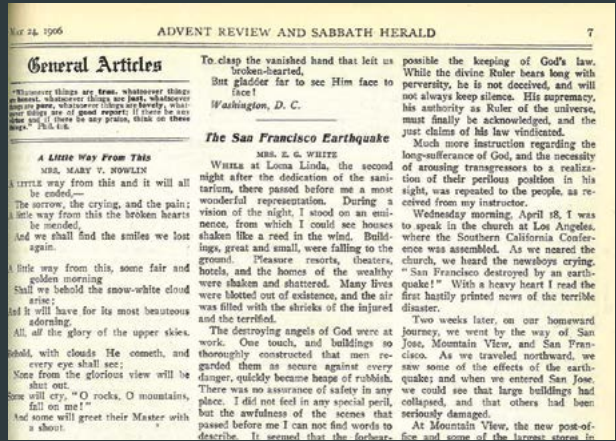 MAY 24, 1906
ADVENT REVIEW AND SABBATH HERALD
7
General Articles
"Whatsoever things are true, whatsoever things
are honest, whatsoever things are just, whatsoever
things are pure, whatsoever things are lovely, what-
soever things are of good report; if there be any
virtue and if there be any praise, think on these
things." Phil. 4:8.
A Little Way From This
MRS. MARY V. NOWLIN
A LITTLE way from this and it will all
be ended,—
The sorrow, the crying, and the pain;
A little way from this the broken hearts
be mended,
And we shall find the smiles we lost
again.
A little way from this, some fair and
golden morning
Shall we behold the snow-white cloud
arise;
And it will have for its most beauteous
adorning,
All, all the glory of the upper skies.
Behold, with clouds He cometh, and
every eye shall see;
None from the glorious view will be
shut out.
Some will cry, "O rocks, O mountains,
fall on me!"
And some will greet their Master with
a shout.
To clasp the vanished hand that left us
broken-hearted,
But gladder far to see Him face to
face!
Washington, D. C.
The San Francisco Earthquake
MRS. E. G. WHITE
WHILE at Loma Linda, the second
night after the dedication of the sani-
tarium, there passed before me a most
wonderful representation. During a
vision of the night, I stood on an emi-
nence, from which I could see houses
shaken like a reed in the wind. Build-
ings, great and small, were falling to the
ground. Pleasure resorts, theaters,
hotels, and the homes of the wealthy
were shaken and shattered. Many lives
were blotted out of existence, and the air
was filled with the shrieks of the injured
and the terrified.
The destroying angels of God were at
work. One touch, and buildings so
thoroughly constructed that men re-
garded them as secure against every
danger, quickly became heaps of rubbish.
There was no assurance of safety in any
place. I did not feel in any special peril,
but the awfulness of the scenes that
passed before me I can not find words to
describe. It seemed that the forbear-
possible the keeping of God's law.
While the divine Ruler bears long with
perversity, he is not deceived, and will
not always keep silence. His supremacy,
his authority as Ruler of the universe,
must finally be acknowledged, and the
just claims of his law vindicated.
Much more instruction regarding the
long-sufferance of God, and the necessity
of arousing transgressors to a realiza-
tion of their perilous position in his
sight, was repeated to the people, as re-
ceived from my instructor.
Wednesday morning, April 18, I was
to speak in the church at Los Angeles,
where the Southern California Confer-
ence was assembled. As we neared the
church, we heard the newsboys crying,
"San Francisco destroyed by an earth-
quake!" With a heavy heart I read the
first hastily printed news of the terrible
disaster.
Two weeks later, on our homeward
journey, we went by the way of San
Jose, Mountain View, and San Fran-
cisco. As we traveled northward, we
saw some of the effects of the earth-
quake; and when we entered San Jose,
we could see that large buildings had
collapsed, and that others had been
seriously damaged.
At Mountain View, the new post-of-
fice and some of the largest stores in